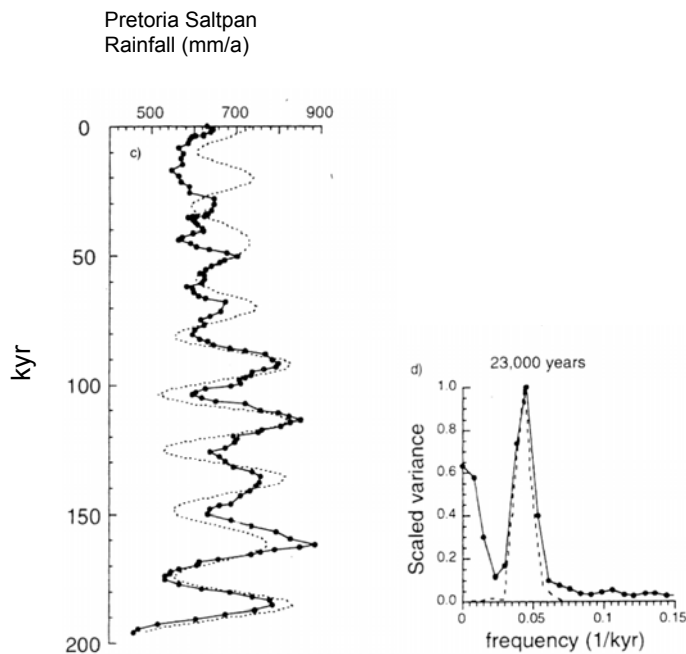 Pretoria Saltpan
Rainfall (mm/a)
500 700 900
0
c)
50
100
150
200
kyr
d)
23,000 years
1.0
0.8
0.6
0.4
0.2
0.0
Scaled variance
0 0.05 0.1 0.15
frequency (1/kyr)